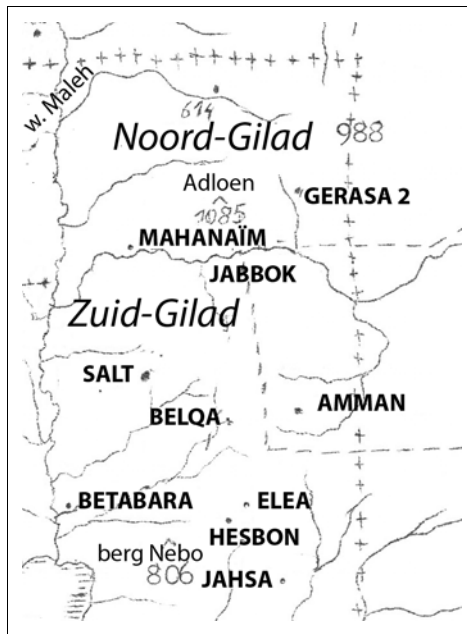 w. Maleh
614
Noord-Gilad 988
Adloen
1085
GERASA 2
MAHANAÏM
JABBOK
Zuid-Gilad
SALT
AMMAN
BELQA
BETABARA
ELEA
HESBON
berg Nebo
806
JAHSA